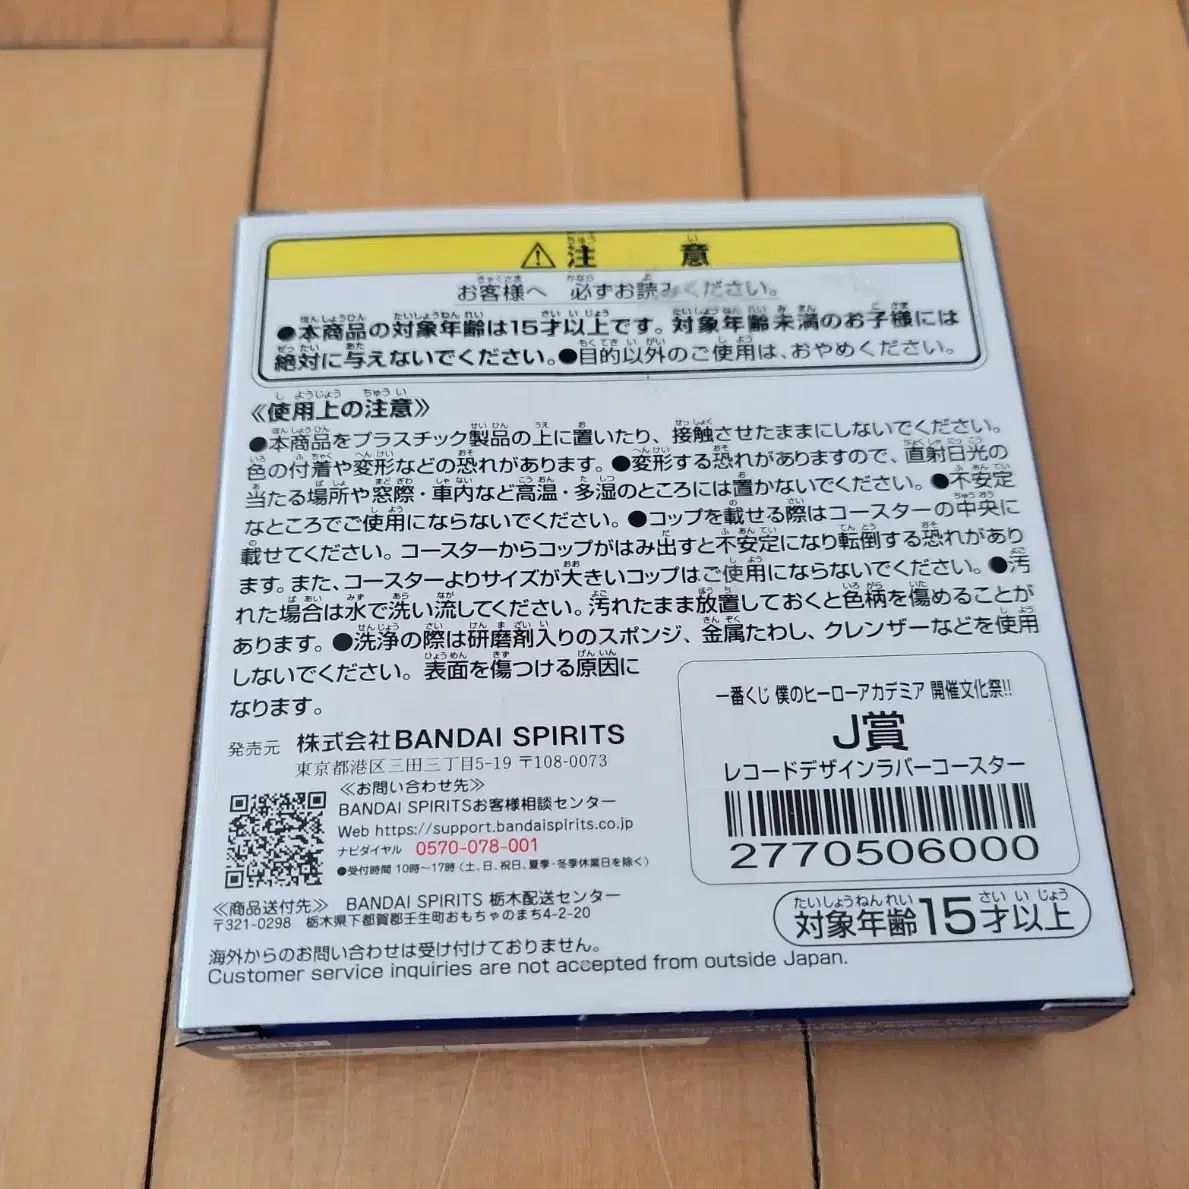 ⚠ 注 意
お客様へ 必ずお読みください。
●本商品の対象年齢は15才以上です。対象年齢未満のお子様には
絶対に与えないでください。●目的以外のご使用は、おやめください。
《使用上の注意》
●本商品をプラスチック製品の上に置いたり、接触させたままにしないでください。
色の付着や変形などの恐れがあります。●変形する恐れがありますので、直射日光の
当たる場所や窓際・車内など高温・多湿のところには置かないでください。●不安定
なところでご使用にならないでください。●コップを載せる際はコースターの中央に
載せてください。コースターからコップがはみ出すと不安定になり転倒する恐れがあり
ます。また、コースターよりサイズが大きいコップはご使用にならないでください。●汚
れた場合は水で洗い流してください。汚れたまま放置しておくと色柄を傷めることが
あります。●洗浄の際は研磨剤入りのスポンジ、金属たわし、クレンザーなどを使用
しないでください。表面を傷つける原因に
なります。
発売元 株式会社BANDAI SPIRITS
東京都港区三田三丁目5-19 〒108-0073
≪お問い合わせ先≫
BANDAI SPIRITSお客様相談センター
Web https://support.bandaispirits.co.jp
ナビダイヤル 0570-078-001
●受付時間 10時〜17時(土、日、祝日、夏季・冬季休業日を除く)
≪商品送付先≫ BANDAI SPIRITS 栃木配送センター
〒321-0298 栃木県下都賀郡壬生町おもちゃのまち4-2-20
海外からのお問い合わせは受け付けておりません。
Customer service inquiries are not accepted from outside Japan.
一番くじ 僕のヒーローアカデミア 開催文化祭!!
J賞
レコードデザインラバーコースター
2770506000
対象年齢15才以上